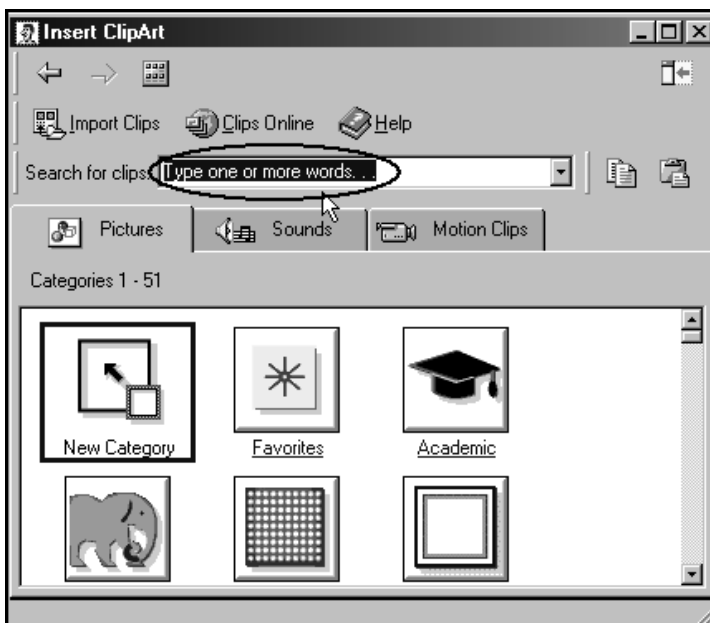 Insert ClipArt
Import Clips Clips Online Help
Search for clips: Type one or more words. . .
Pictures Sounds Motion Clips
Categories 1 - 51
New Category Favorites Academic